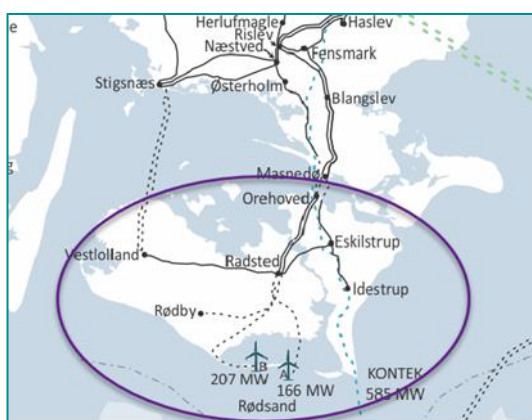 e
Herlufmagle
Haslev
Rislev
Næstved
Fensmark
Stigsnæs
Østerholm
Blangslev
g
Masnedø
Orehoved
Eskilstrup
Vestlolland
Radsted
Idestrup
Rødby
B
A
KONTEK
207 MW
166 MW
585 MW
Rødsand